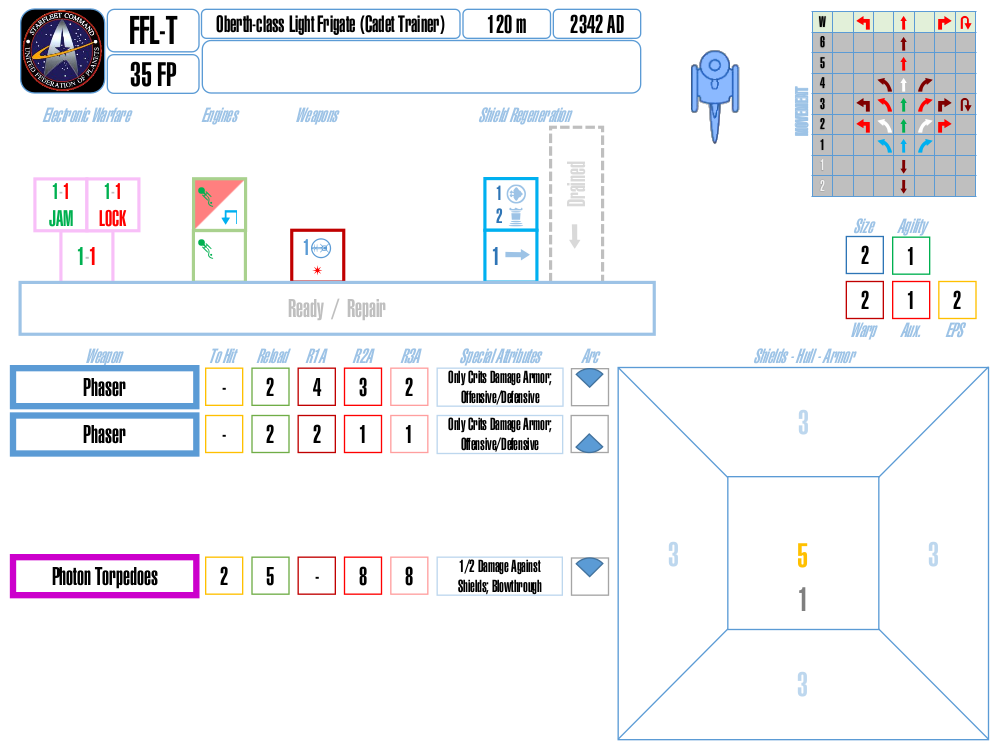 STARFLEET COMMAND
UNITED FEDERATION OF PLANETS
FFL-T
35 FP
Oberth-class Light Frigate (Cadet Trainer)
120 m
2342 AD
Electronic Warfare
Engines
Weapons
Shield Regeneration
1-1
JAM
1-1
LOCK
1-1
1
1
2
1
Drained
Ready / Repair
MOVEMENT
W
6
5
4
3
2
1
1
2
Size
Agility
2
1
2
1
2
Warp
Aux.
EPS
Weapon
To Hit
Reload
R1A
R2A
R3A
Special Attributes
Arc
Phaser
-
2
4
3
2
Only Crits Damage Armor;
Offensive/Defensive
Phaser
-
2
2
1
1
Only Crits Damage Armor;
Offensive/Defensive
Photon Torpedoes
2
5
-
8
8
1/2 Damage Against
Shields; Blowthrough
Shields - Hull - Armor
3
3
5
3
1
3